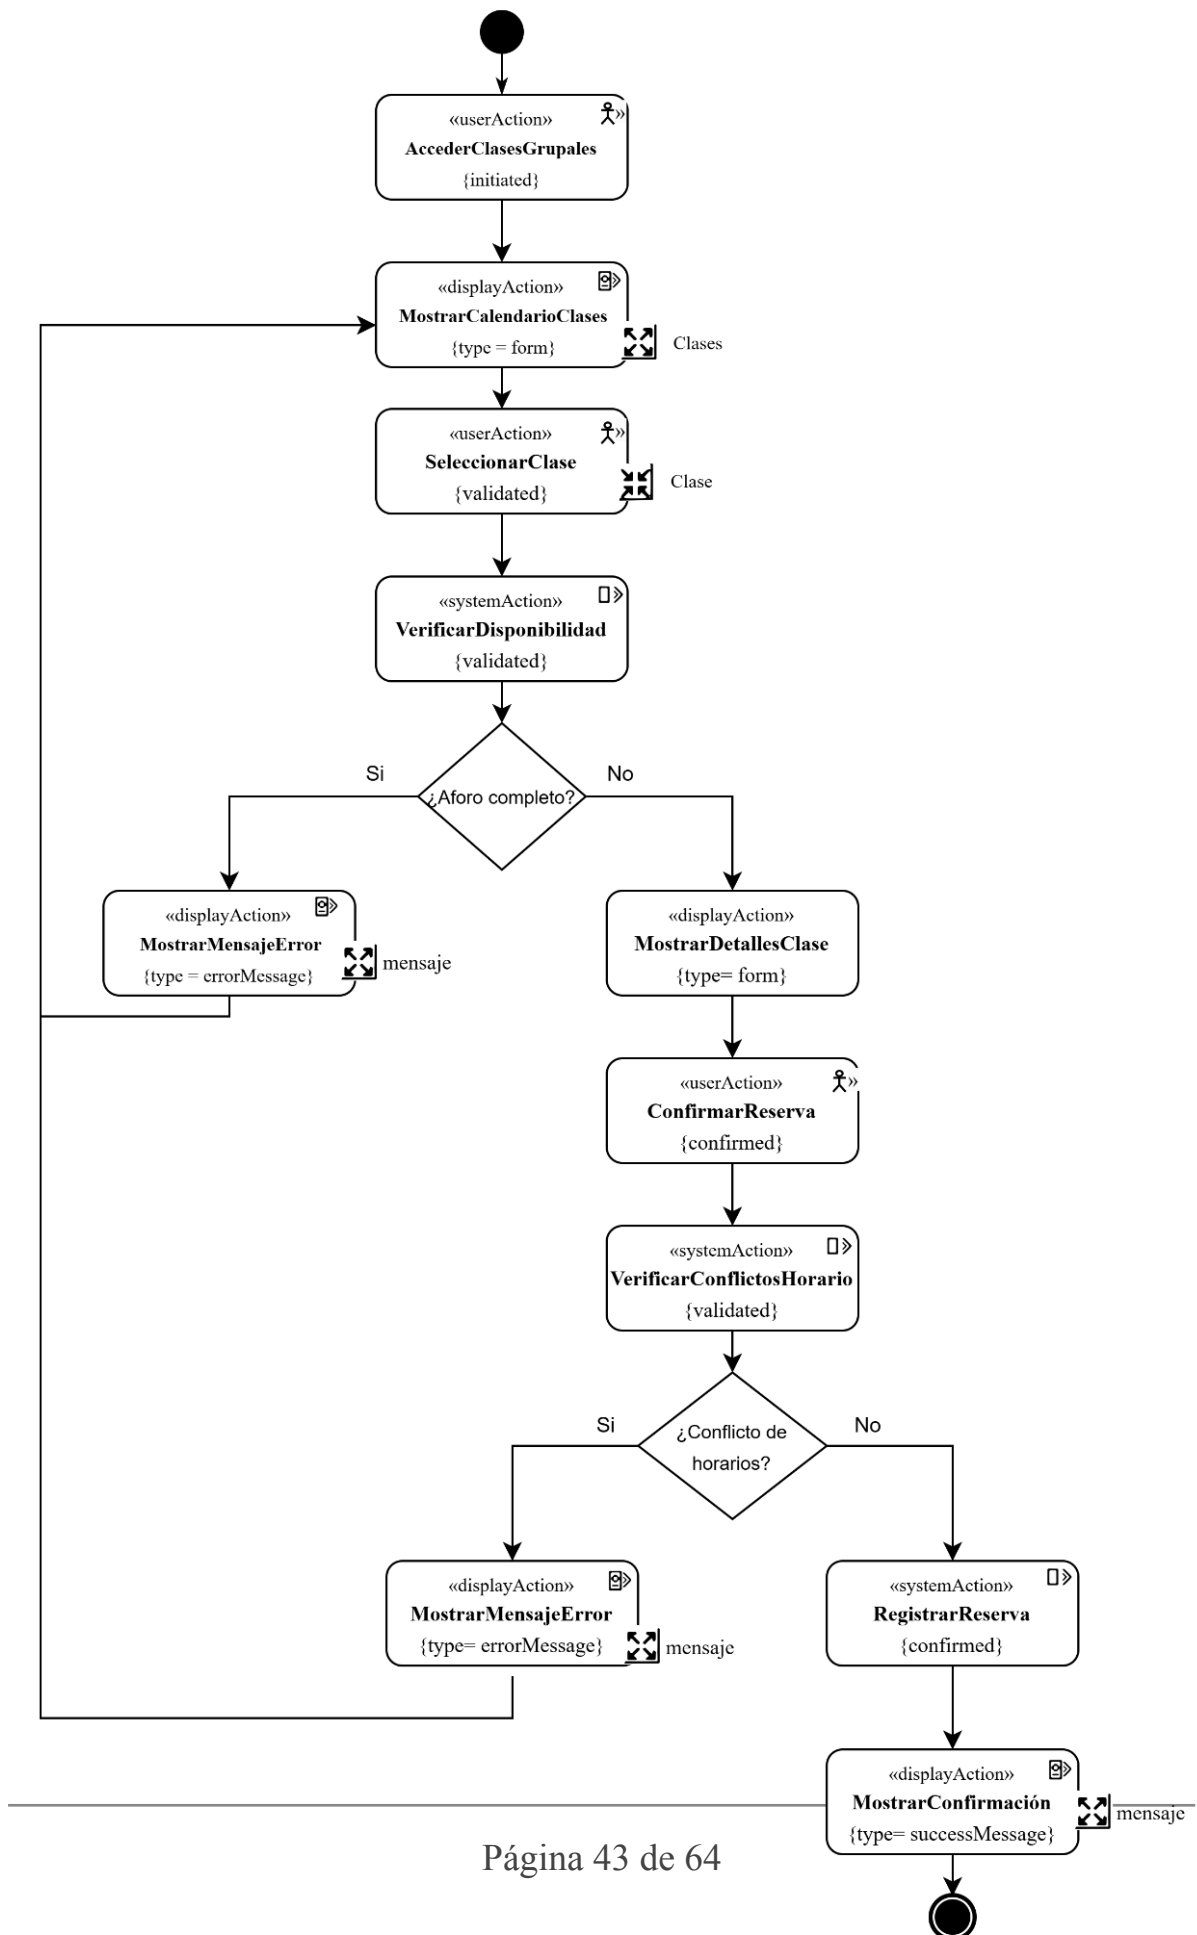 «userAction»
AccederClasesGrupales
{initiated}
«displayAction»
MostrarCalendarioClases
{type = form}
Clases
«userAction»
SeleccionarClase
{validated}
Clase
«systemAction»
VerificarDisponibilidad
{validated}
Si
No
¿Aforo completo?
«displayAction»
MostrarMensajeError
{type = errorMessage}
mensaje
«displayAction»
MostrarDetallesClase
{type= form}
«userAction»
ConfirmarReserva
{confirmed}
«systemAction»
VerificarConflictosHorario
{validated}
Si
No
¿Conflicto de
horarios?
«displayAction»
MostrarMensajeError
{type= errorMessage}
mensaje
«systemAction»
RegistrarReserva
{confirmed}
«displayAction»
MostrarConfirmación
{type= successMessage}
mensaje
Página 43 de 64